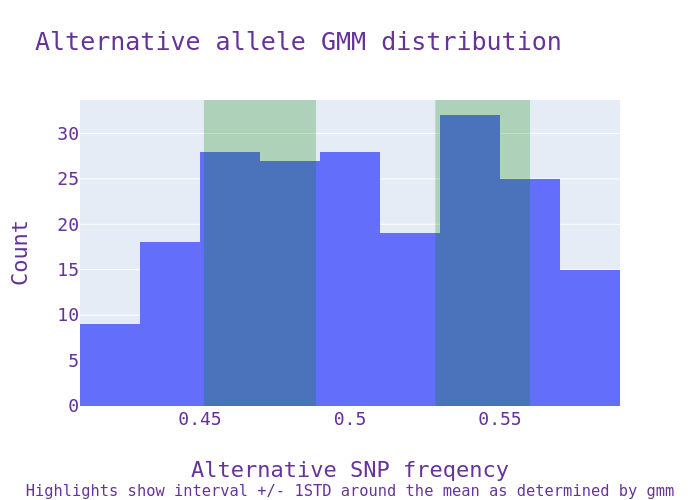 Alternative allele GMM distribution
Count
30
25
20
15
10
5
0
0.45 0.5 0.55
Alternative SNP freqency
Highlights show interval +/- 1STD around the mean as determined by gmm